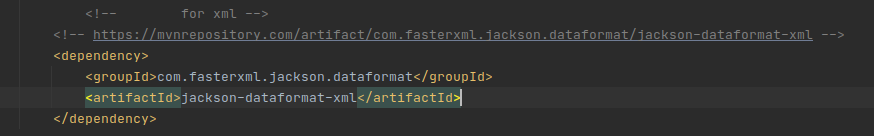 <!--        for xml -->
<!-- https://mvnrepository.com/artifact/com.fasterxml.jackson.dataformat/jackson-dataformat-xml -->
<dependency>
<groupId>com.fasterxml.jackson.dataformat</groupId>
<artifactId>jackson-dataformat-xml</artifactId>
</dependency>